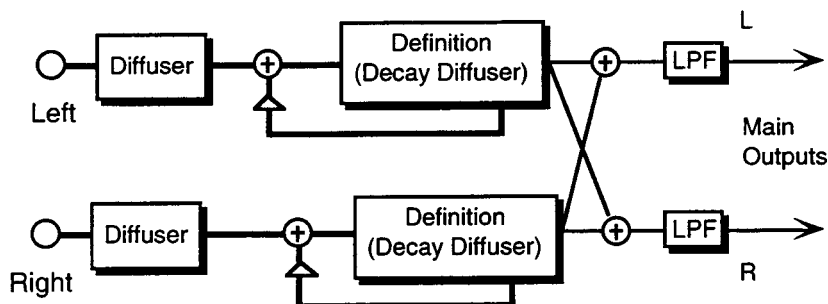 Left
Diffuser
+
Definition
(Decay Diffuser)
+
LPF
L
Main
Outputs
Right
Diffuser
+
Definition
(Decay Diffuser)
+
LPF
R